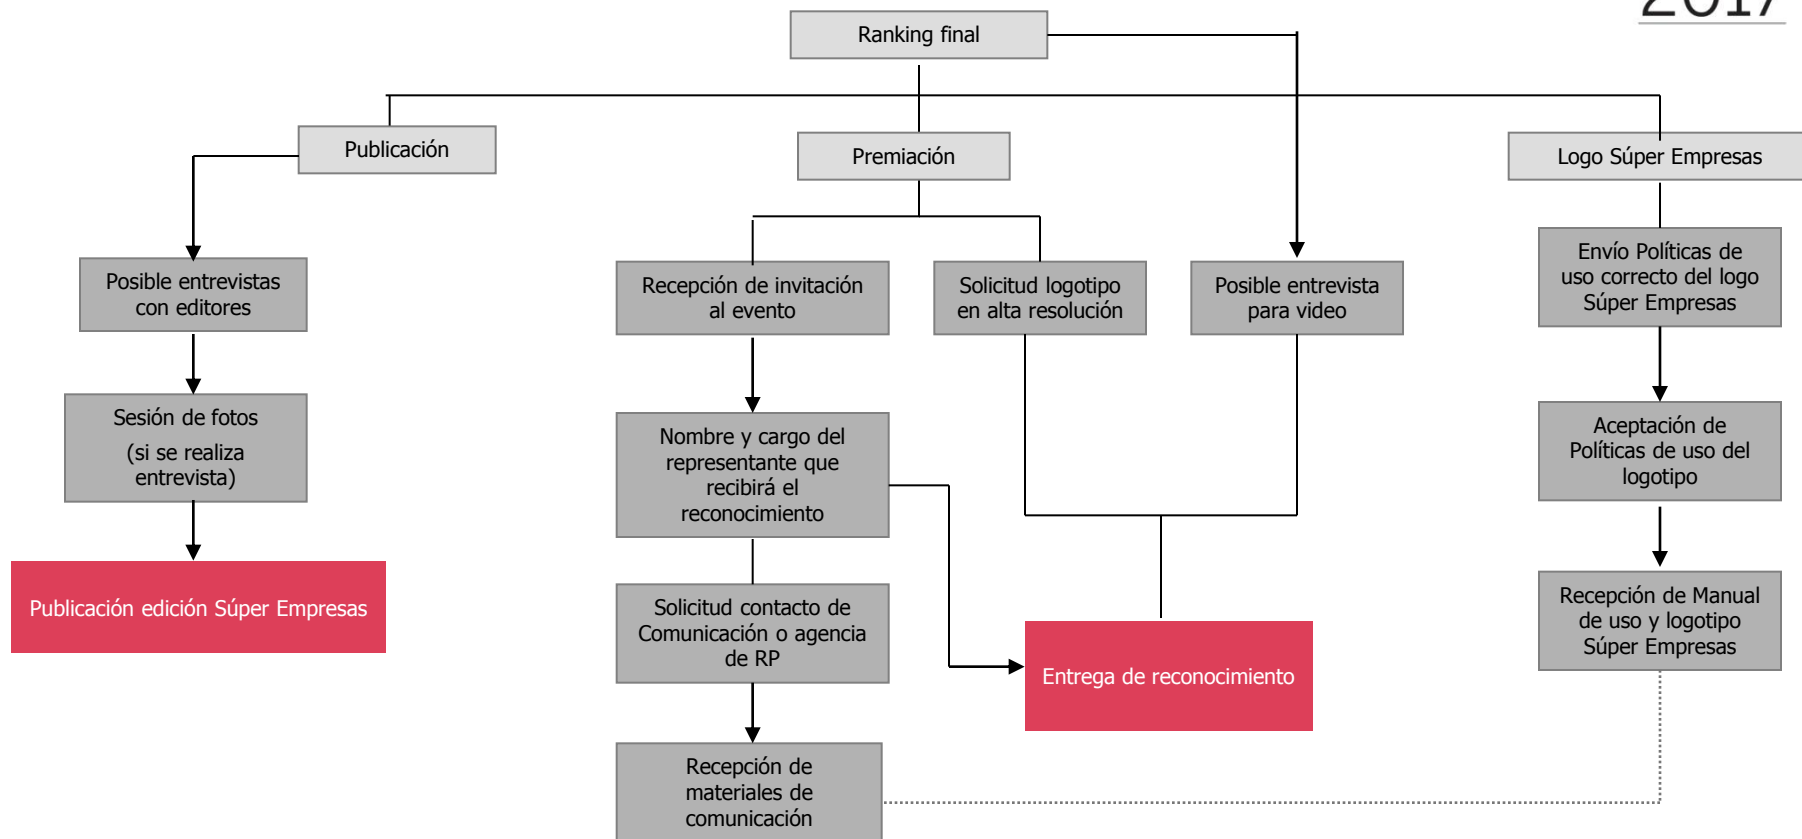 2017
Ranking final
Publicación
Premiación
Logo Súper Empresas
Posible entrevistas
con editores
Recepción de invitación
al evento
Solicitud logotipo
en alta resolución
Posible entrevista
para video
Envío Políticas de
uso correcto del logo
Súper Empresas
Sesión de fotos
(si se realiza
entrevista)
Nombre y cargo del
representante que
recibirá el
reconocimiento
Aceptación de
Políticas de uso del
logotipo
Publicación edición Súper Empresas
Solicitud contacto de
Comunicación o agencia
de RP
Entrega de reconocimiento
Recepción de Manual
de uso y logotipo
Súper Empresas
Recepción de
materiales de
comunicación